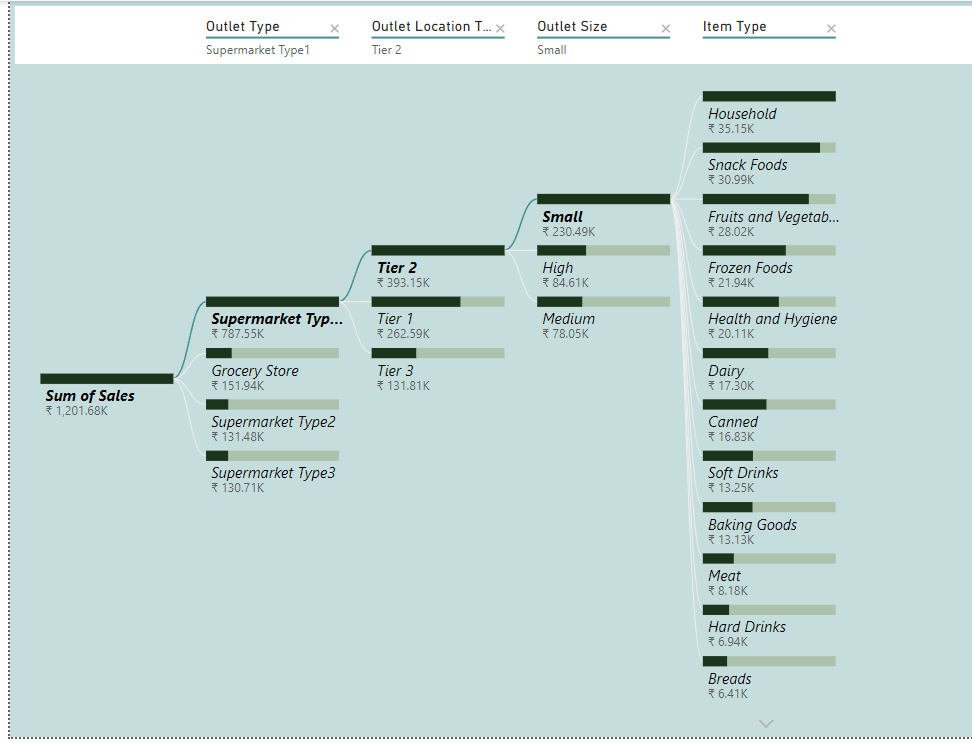 Outlet Type
Supermarket Type1
Outlet Location T...
Tier 2
Outlet Size
Small
Item Type
Sum of Sales
₹ 1,201.68K
Supermarket Typ...
₹ 787.55K
Grocery Store
₹ 151.94K
Supermarket Type2
₹ 131.48K
Supermarket Type3
₹ 130.71K
Tier 2
₹ 393.15K
Tier 1
₹ 262.59K
Tier 3
₹ 131.81K
Small
₹ 230.49K
High
₹ 84.61K
Medium
₹ 78.05K
Household
₹ 35.15K
Snack Foods
₹ 30.99K
Fruits and Vegetab...
₹ 28.02K
Frozen Foods
₹ 21.94K
Health and Hygiene
₹ 20.11K
Dairy
₹ 17.30K
Canned
₹ 16.83K
Soft Drinks
₹ 13.25K
Baking Goods
₹ 13.13K
Meat
₹ 8.18K
Hard Drinks
₹ 6.94K
Breads
₹ 6.41K